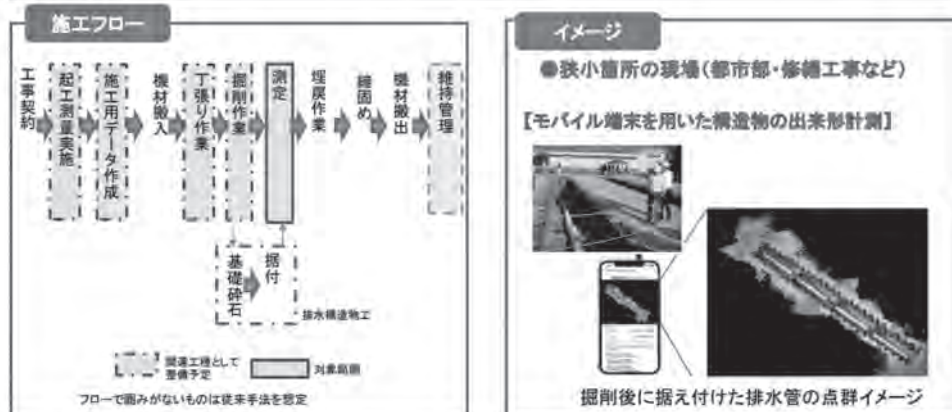 施工フロー
工事契約
起工測量実施
施工用データ作成
機材搬入
丁張り作業
掘削作業
測定
埋戻作業
締固め
機材搬出
維持管理
基礎砕石
据付
排水構造物工
関連工種として
整備予定
対象範囲
フローで囲みがないものは従来手法を想定
イメージ
●狭小箇所の現場(都市部・修繕工事など)
【モバイル端末を用いた構造物の出来形計測】
掘削後に据え付けた排水管の点群イメージ